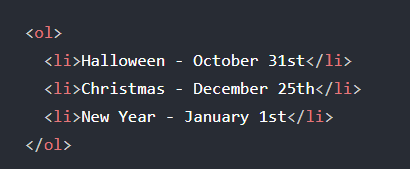 <ol>
<li>Halloween - October 31st</li>
<li>Christmas - December 25th</li>
<li>New Year - January 1st</li>
</ol>